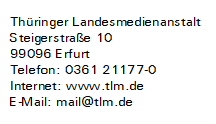 Thüringer Landesmedienanstalt
Steigerstraße 10
99096 Erfurt
Telefon: 0361 21177-0
Internet: www.tlm.de
E-Mail: mail@tlm.de